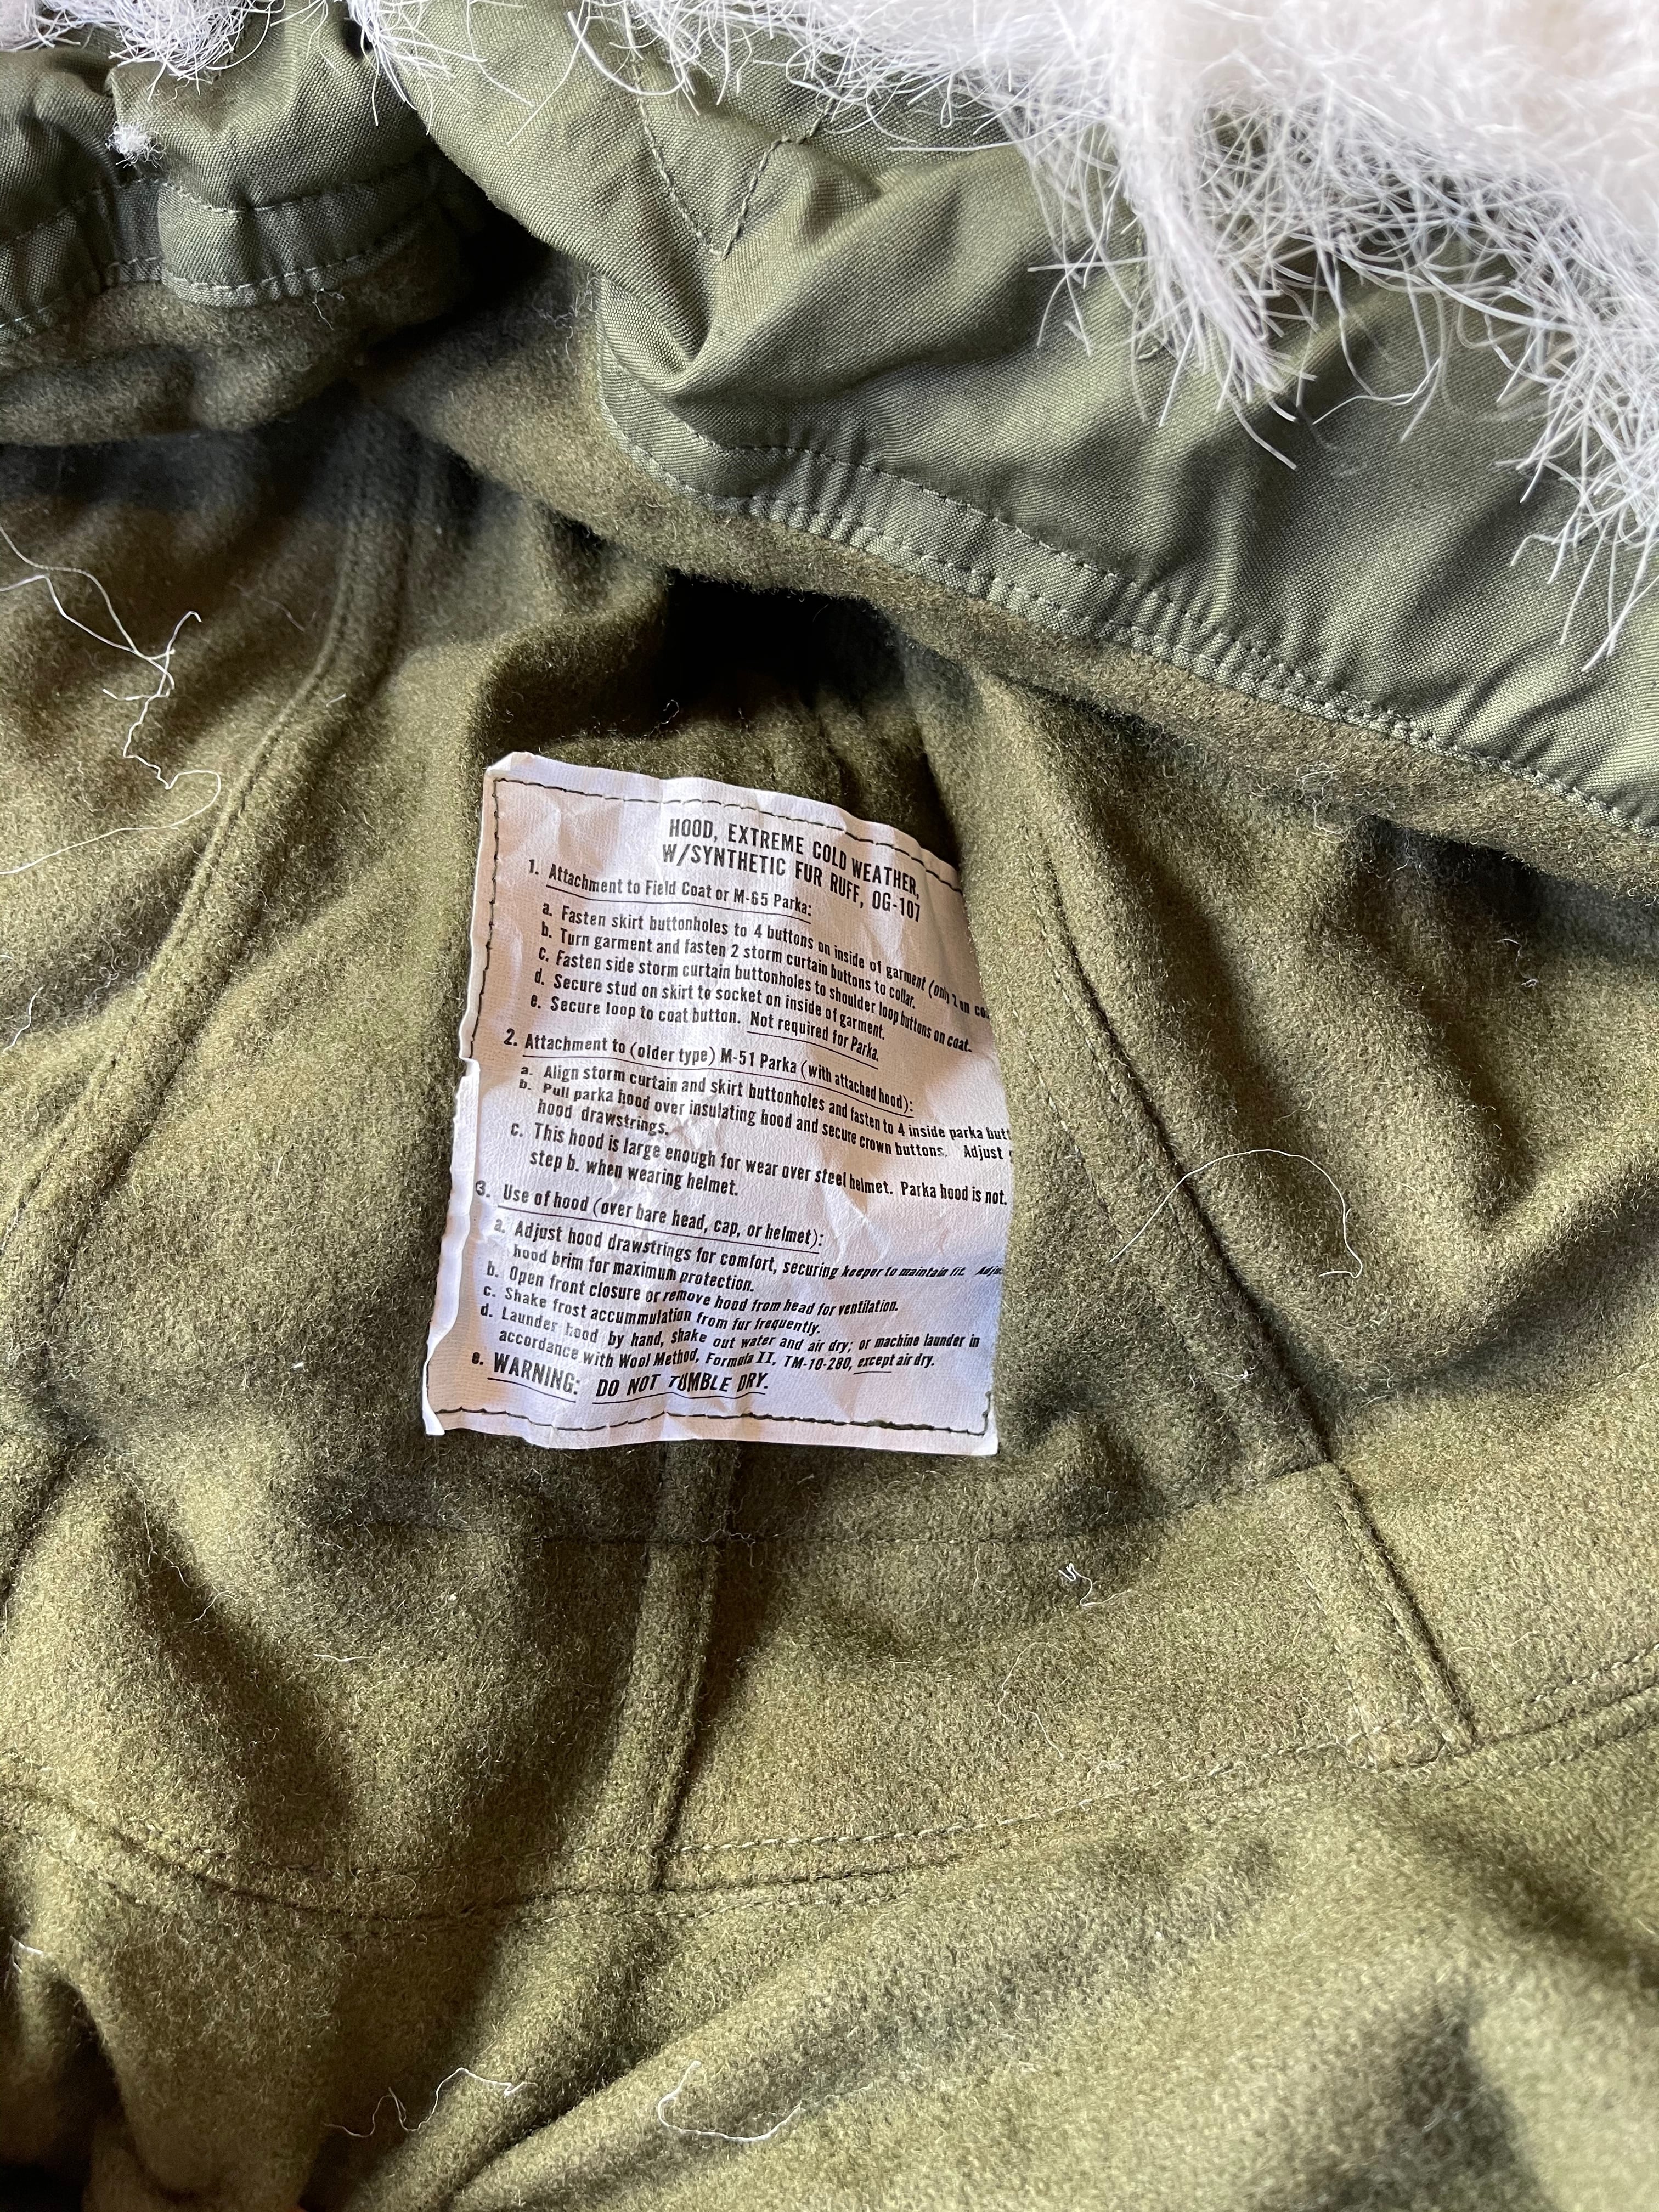 HOOD, EXTREME COLD WEATHER,
W/SYNTHETIC FUR RUFF, OG-107
1. Attachment to Field Coat or M-65 Parka:
a. Fasten skirt buttonholes to 4 buttons on inside of garment (only 2 on
b. Turn garment and fasten 2 storm curtain buttons to collar.
c. Fasten side storm curtain buttonholes to shoulder loop buttons on coat.
d. Secure stud on skirt to socket on inside of garment.
e. Secure loop to coat button. Not required for Parka.
2. Attachment to (older type) M-51 Parka (with attached hood):
a. Align storm curtain and skirt buttonholes and fasten to 4 inside parka butt
b. Pull parka hood over insulating hood and secure crown buttons. Adjust
hood drawstrings.
c. This hood is large enough for wear over steel helmet. Parka hood is not.
step b. when wearing helmet.
3. Use of hood (over bare head, cap, or helmet):
a. Adjust hood drawstrings for comfort, securing keeper to maintain fit. Adju
hood brim for maximum protection.
b. Open front closure or remove hood from head for ventilation.
c. Shake frost accummulation from fur frequently.
d. Launder hood by hand, shake out water and air dry; or machine launder in
accordance with Wool Method, Formula II, TM-10-280, except air dry.
e. WARNING: DO NOT TUMBLE DRY.